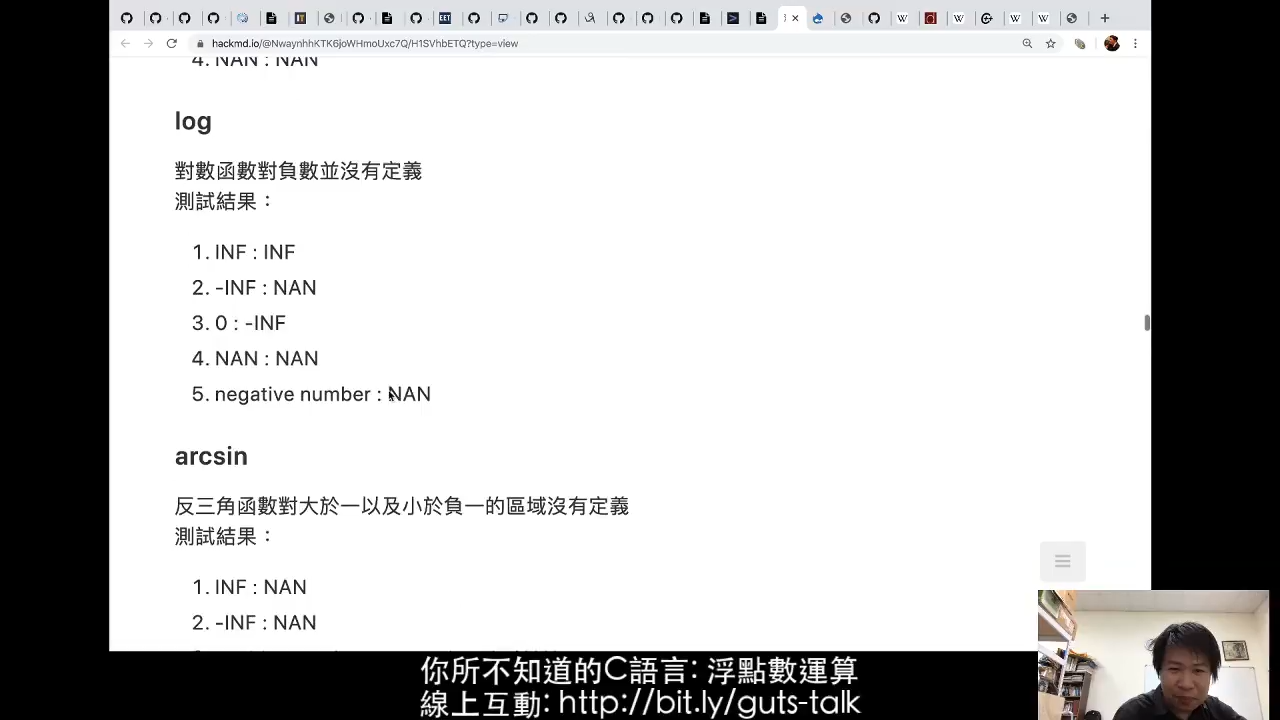 hackmd.io/@NwaynhhKTK6joWHmoUxc7Q/H1SVhbETQ?type=view
4. NAN : NAN
log
對數函數對負數並沒有定義
測試結果：
1. INF : INF
2. -INF : NAN
3. 0 : -INF
4. NAN : NAN
5. negative number : NAN
arcsin
反三角函數對大於一以及小於負一的區域沒有定義
測試結果：
1. INF : NAN
2. -INF : NAN
你所不知道的C語言: 浮點數運算
線上互動: http://bit.ly/guts-talk